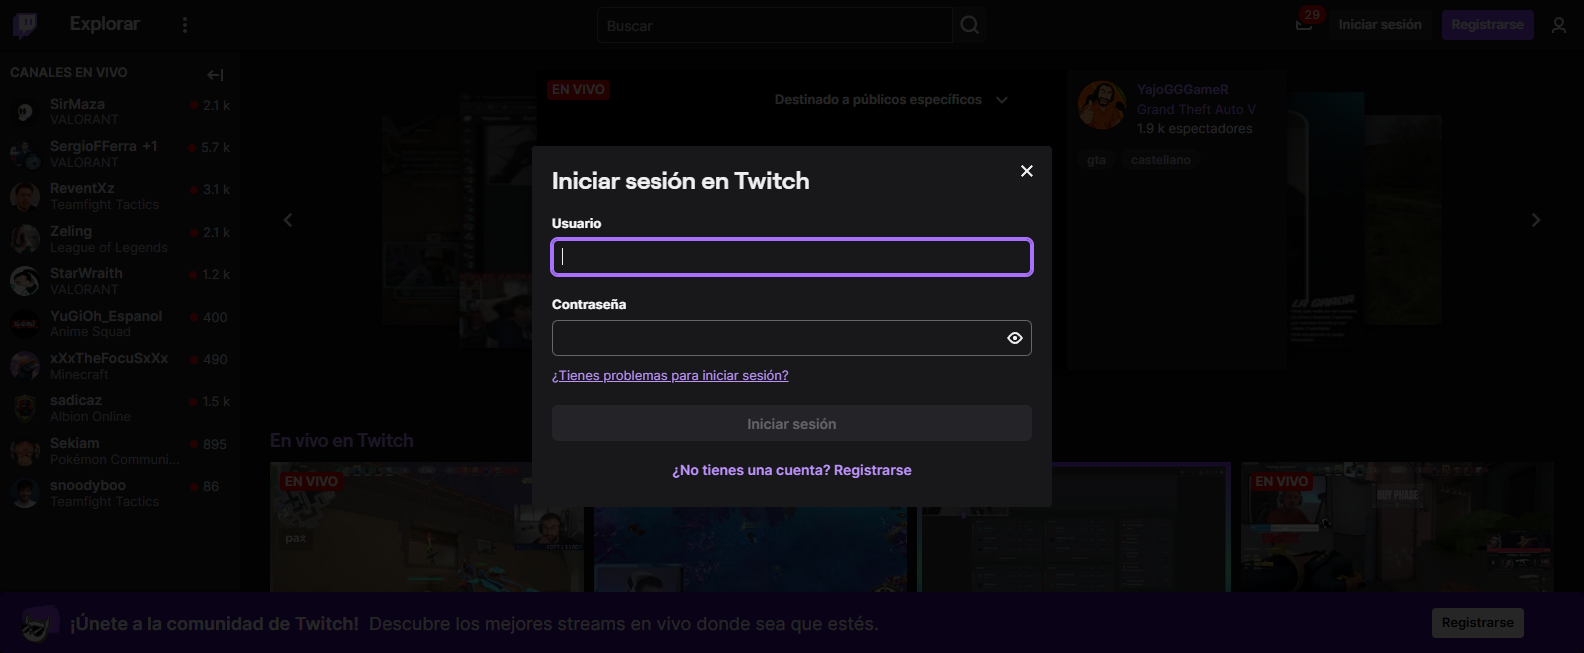 Explorar
Buscar
29
Iniciar sesión
Registrarse
CANALES EN VIVO
SirMaza
2.1 k
VALORANT
SergioFFerra +1
5.7 k
VALORANT
ReventXz
3.1 k
Teamfight Tactics
Zeling
2.1 k
League of Legends
StarWraith
1.2 k
VALORANT
YuGiOh_Espanol
400
Anime Squad
xXxTheFocuSxXx
490
Minecraft
sadicaz
1.5 k
Albion Online
Sekiam
895
Pokémon Communi...
snoodyboo
86
Teamfight Tactics
EN VIVO
Destinado a públicos específicos
YajoGGGameR
Grand Theft Auto V
1.9 k espectadores
gta
castellano
Iniciar sesión en Twitch
Usuario
Contraseña
¿Tienes problemas para iniciar sesión?
Iniciar sesión
¿No tienes una cuenta? Registrarse
En vivo en Twitch
EN VIVO
EN VIVO
BUY PHASE
¡Únete a la comunidad de Twitch! Descubre los mejores streams en vivo donde sea que estés.
Registrarse